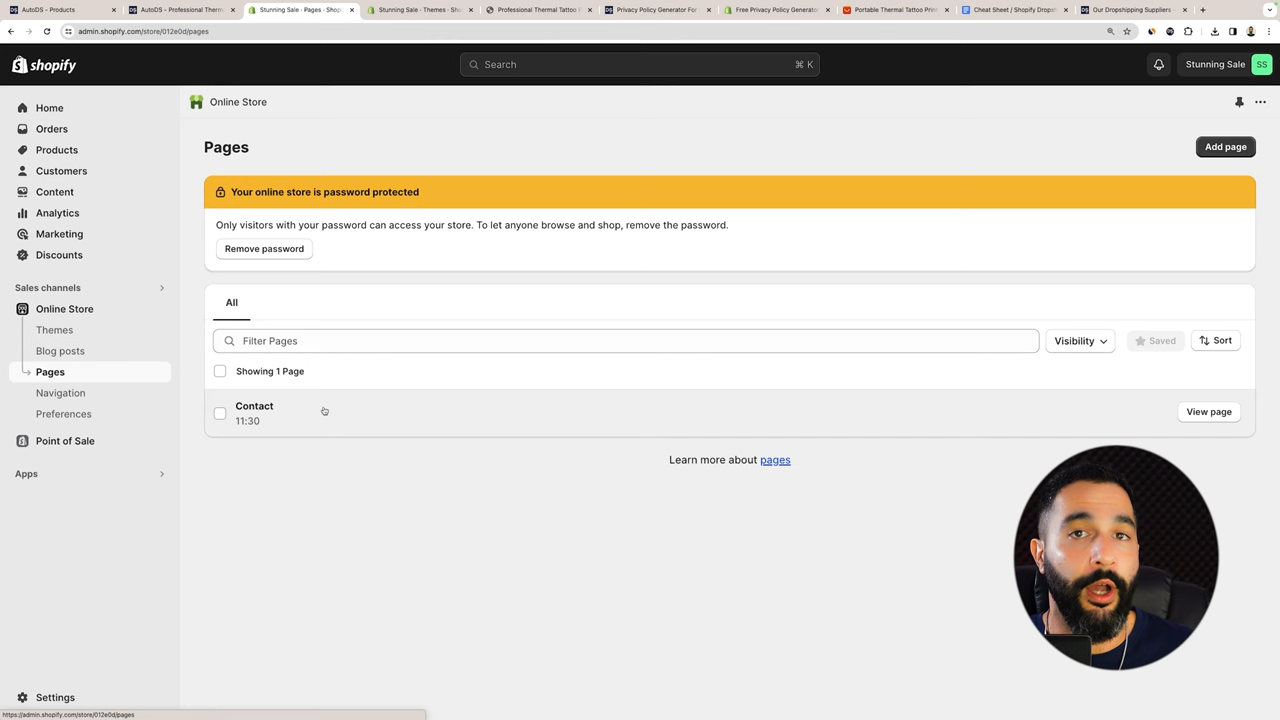 AutoDS - Products
AutoDS - Professional Therm
Stunning Sale - Pages · Shop
Stunning Sale - Themes · Sho
Professional Thermal Tattoo P
Privacy Policy Generator For
Free Privacy Policy Generator
Portable Thermal Tattoo Print
Cheat Sheet / Shopify Drops
Our Dropshipping Suppliers -
admin.shopify.com/store/012e0d/pages
shopify
Search
⌘ K
Stunning Sale
SS
Home
Orders
Products
Customers
Content
Analytics
Marketing
Discounts
Sales channels
Online Store
Themes
Blog posts
Pages
Navigation
Preferences
Point of Sale
Apps
Settings
Online Store
Pages
Add page
Your online store is password protected
Only visitors with your password can access your store. To let anyone browse and shop, remove the password.
Remove password
All
Filter Pages
Visibility
Saved
Sort
Showing 1 Page
Contact
11:30
View page
Learn more about pages
https://admin.shopify.com/store/012e0d/pages